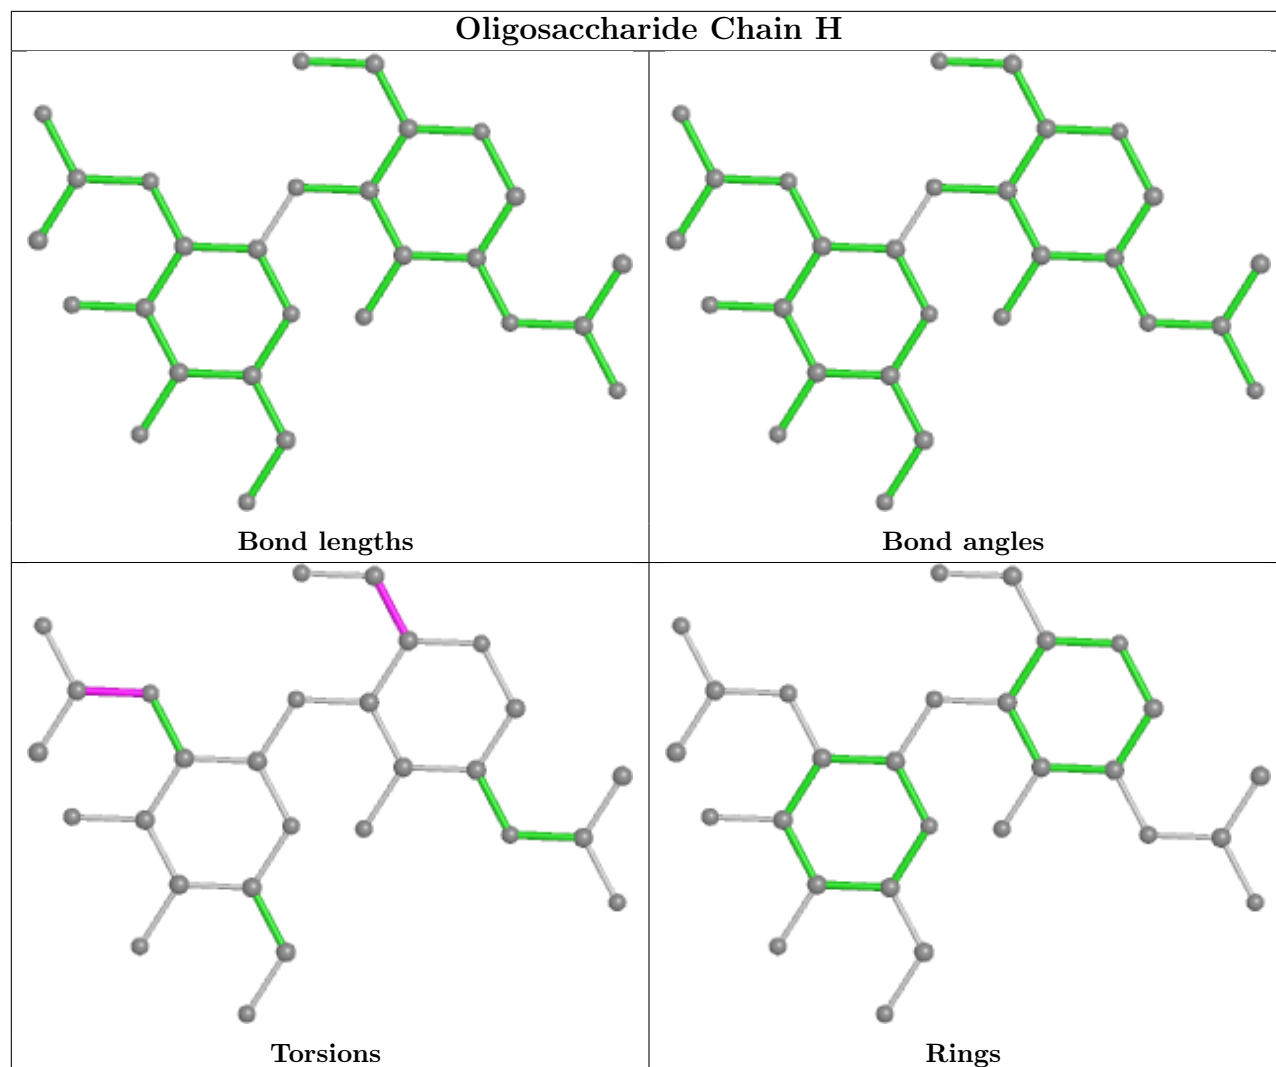 Oligosaccharide Chain H
Bond lengths
Bond angles
Torsions
Rings